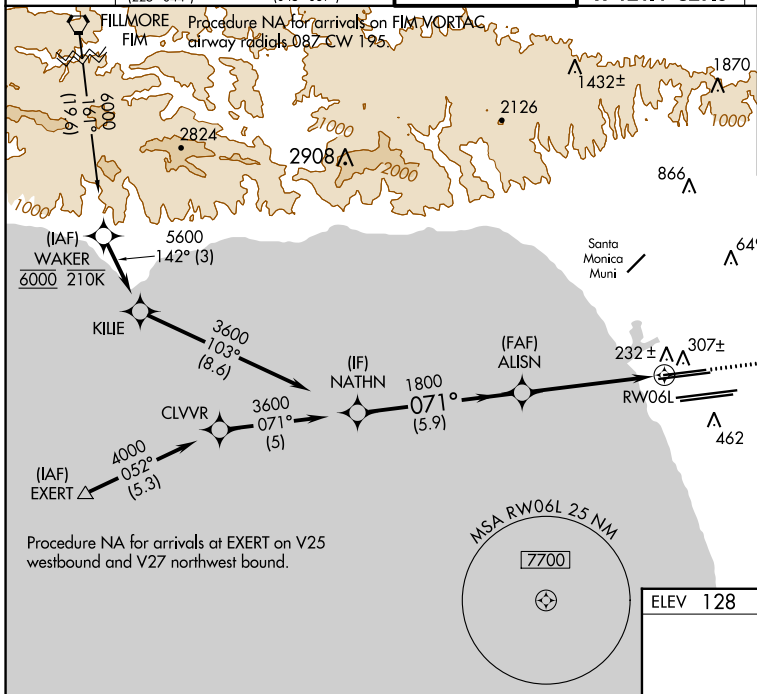 FILLMORE
FIM
Procedure NA for arrivals on FIM VORTAC
airway radials 087 CW 195.
6000
161°
(19.6)
2824
1000
2908
2000
2126
1432±
1870
1000
1000
866
649
(IAF)
WAKER
6000 210K
5600
142° (3)
Santa
Monica
Muni
KILIE
3600
103°
(8.6)
(IF)
NATHN
(FAF)
ALISN
232±
307±
RW06L
462
CLVVR
3600
071°
(5)
1800
071°
(5.9)
(IAF)
EXERT
4000
052°
(5.3)
Procedure NA for arrivals at EXERT on V25
westbound and V27 northwest bound.
MSA RW06L 25 NM
7700
ELEV 128